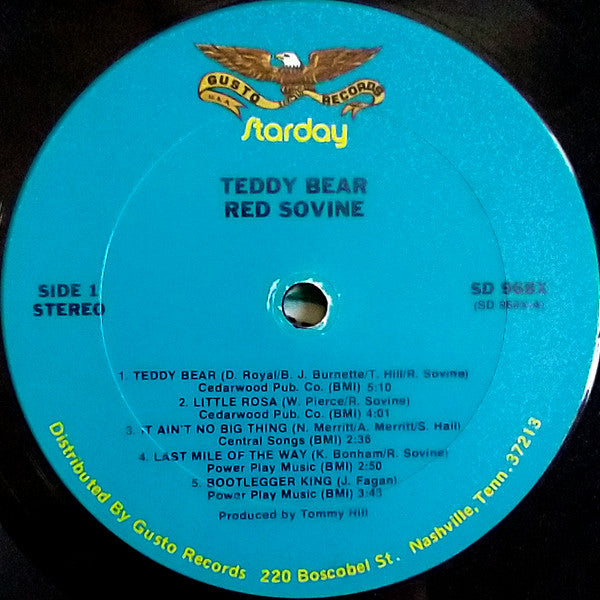 GUSTO RECORDS
U.S.A.
Starday
TEDDY BEAR
RED SOVINE
SIDE 1
STEREO
SD 968X
(SD 968X-A)
1. TEDDY BEAR (D. Royal/B. J. Burnette/T. Hill/R. Sovine)
Cedarwood Pub. Co. (BMI) 5:10
2. LITTLE ROSA (W. Pierce/R. Sovine)
Cedarwood Pub. Co. (BMI) 4:01
3. IT AIN'T NO BIG THING (N. Merritt/A. Merritt/S. Hall)
Central Songs (BMI) 2:36
4. LAST MILE OF THE WAY (K. Bonham/R. Sovine)
Power Play Music (BMI) 2:50
5. BOOTLEGGER KING (J. Fagan)
Power Play Music (BMI) 3:43
Produced by Tommy Hill
Distributed By Gusto Records 220 Boscobel St. Nashville, Tenn. 37213